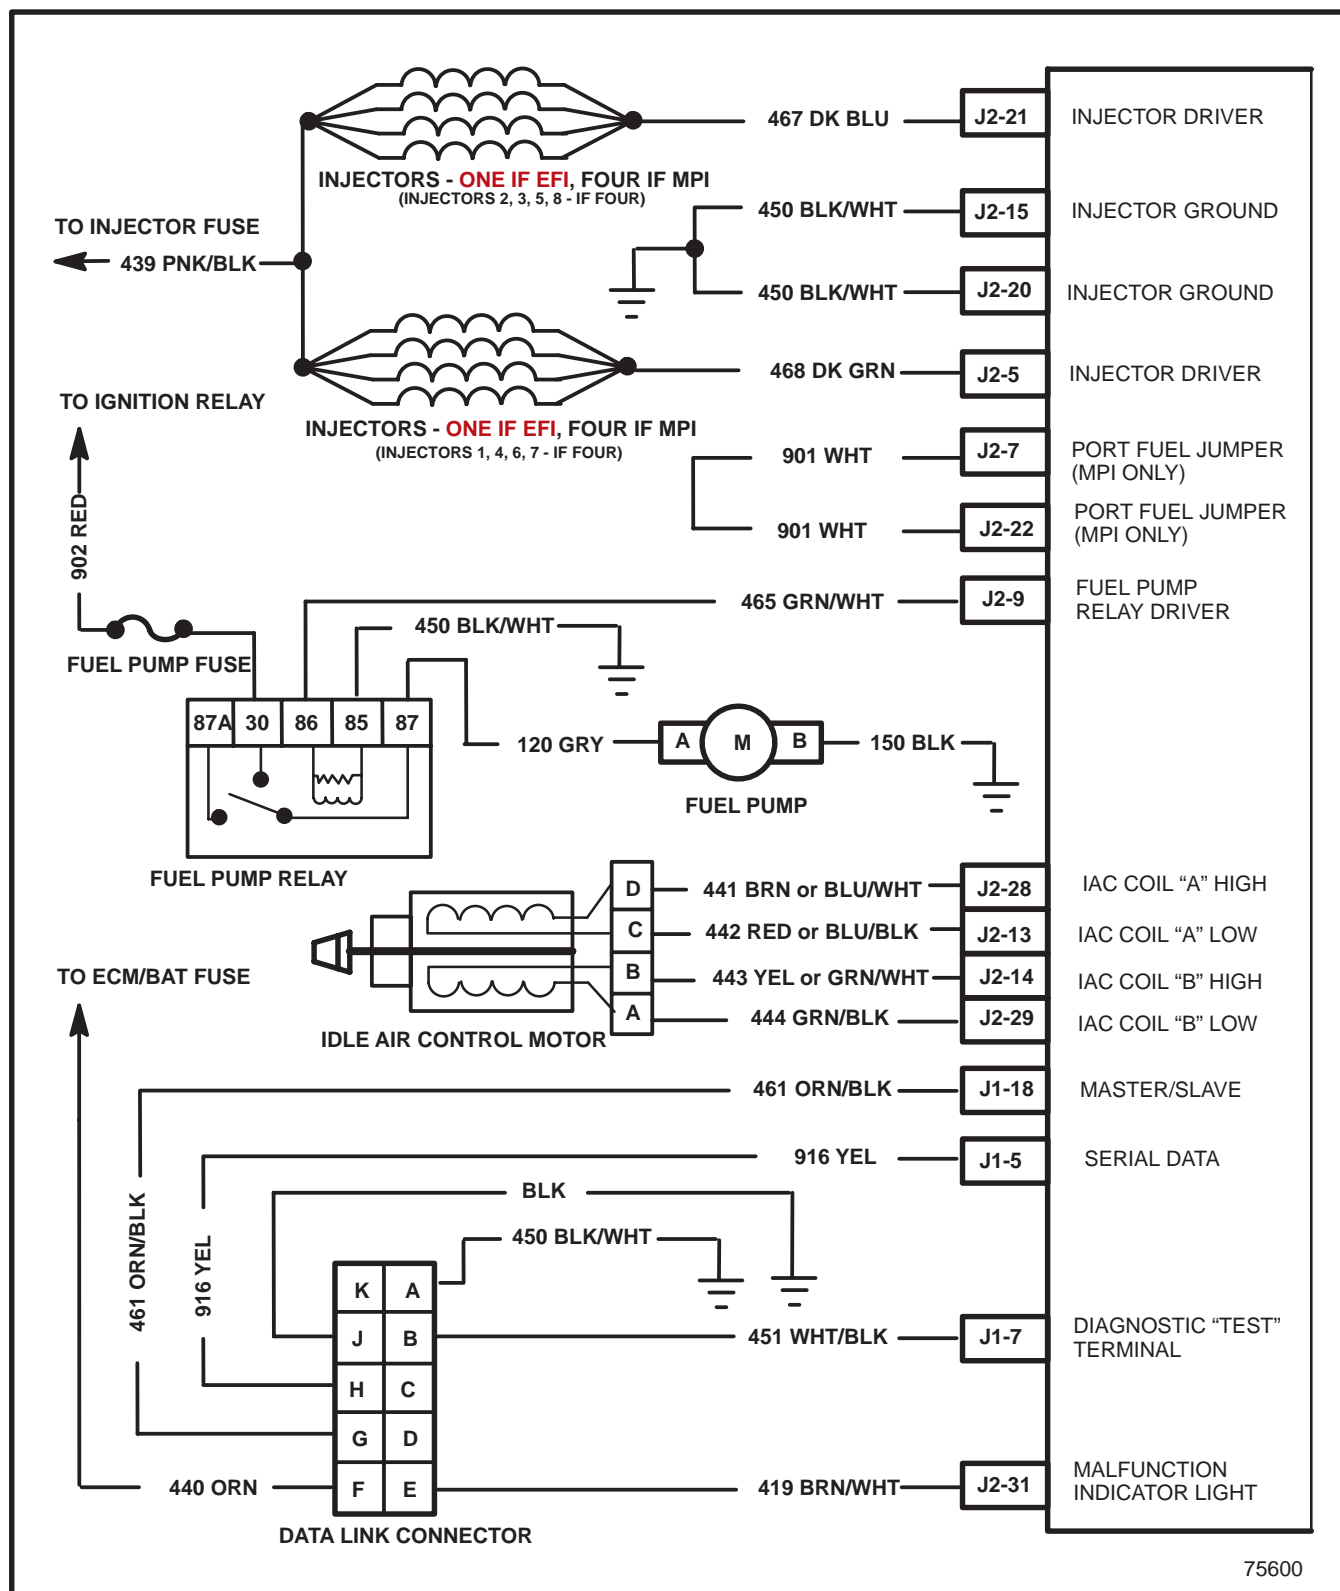 467 DK BLU
J2-21
INJECTOR DRIVER
INJECTORS - ONE IF EFI, FOUR IF MPI
(INJECTORS 2, 3, 5, 8 - IF FOUR)
450 BLK/WHT
J2-15
INJECTOR GROUND
TO INJECTOR FUSE
439 PNK/BLK
450 BLK/WHT
J2-20
INJECTOR GROUND
468 DK GRN
J2-5
INJECTOR DRIVER
TO IGNITION RELAY
INJECTORS - ONE IF EFI, FOUR IF MPI
(INJECTORS 1, 4, 6, 7 - IF FOUR)
901 WHT
J2-7
PORT FUEL JUMPER
(MPI ONLY)
902 RED
901 WHT
J2-22
PORT FUEL JUMPER
(MPI ONLY)
465 GRN/WHT
J2-9
FUEL PUMP
RELAY DRIVER
450 BLK/WHT
FUEL PUMP FUSE
87A
30
86
85
87
120 GRY
A
M
B
150 BLK
FUEL PUMP
FUEL PUMP RELAY
D
441 BRN or BLU/WHT
J2-28
IAC COIL “A” HIGH
C
442 RED or BLU/BLK
J2-13
IAC COIL “A” LOW
B
443 YEL or GRN/WHT
J2-14
IAC COIL “B” HIGH
A
444 GRN/BLK
J2-29
IAC COIL “B” LOW
IDLE AIR CONTROL MOTOR
TO ECM/BAT FUSE
461 ORN/BLK
J1-18
MASTER/SLAVE
916 YEL
J1-5
SERIAL DATA
BLK
450 BLK/WHT
461 ORN/BLK
916 YEL
K
A
J
B
451 WHT/BLK
J1-7
DIAGNOSTIC “TEST”
TERMINAL
H
C
G
D
440 ORN
F
E
419 BRN/WHT
J2-31
MALFUNCTION
INDICATOR LIGHT
DATA LINK CONNECTOR
75600